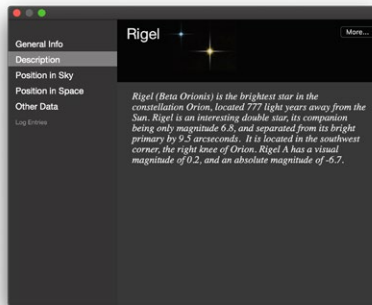 Rigel
More...
General Info
Description
Position in Sky
Position in Space
Other Data
Log Entries
Rigel (Beta Orionis) is the brightest star in the
constellation Orion, located 777 light years away from the
Sun. Rigel is an interesting double star, its companion
being only magnitude 6.8, and separated from its bright
primary by 9.5 arcseconds.  It is located in the southwest
corner, the right knee of Orion. Rigel A has a visual
magnitude of 0.2, and an absolute magnitude of -6.7.